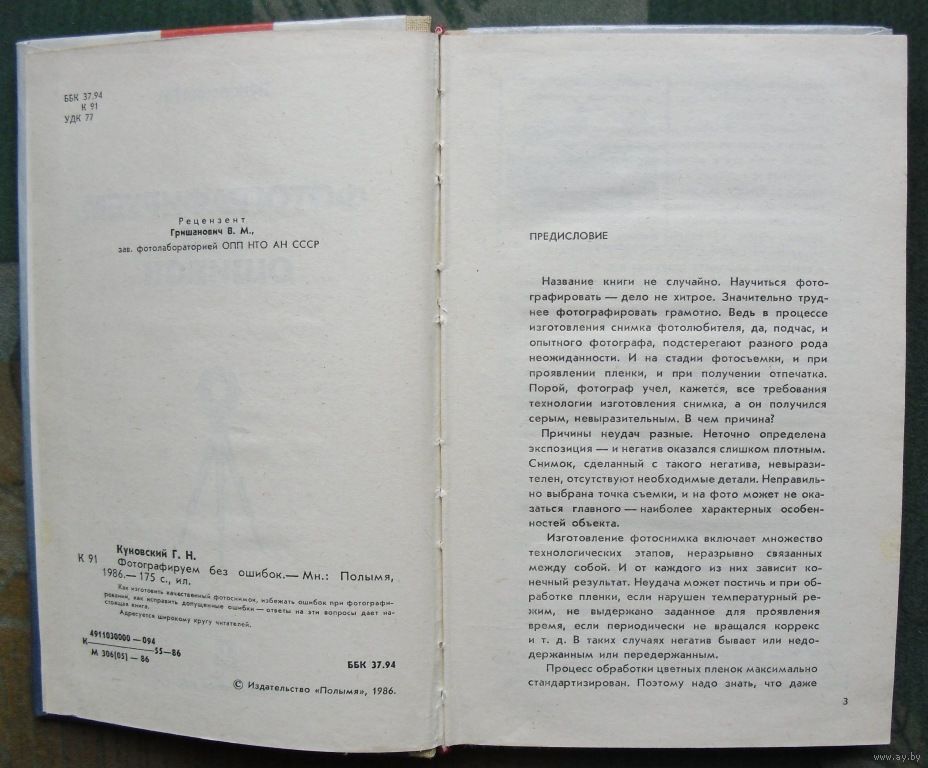 ББК 37.94
К 91
УДК 77
Рецензент
Гришанович В. М.,
зав. фотолабораторией ОПП НТО АН СССР
Куновский Г. Н.
К 91 Фотографируем без ошибок.— Мн.: Полымя,
1986.— 175 с., ил.
Как изготовить качественный фотоснимок, избежать ошибок при фотографи-
ровании, как исправить допущенные ошибки — ответы на эти вопросы дает на-
стоящая книга.
Адресуется широкому кругу читателей.
4911030000 —094
К 55—86
М 306(05) — 86
ББК 37.94
© Издательство «Полымя», 1986.
ПРЕДИСЛОВИЕ
Название книги не случайно. Научиться фото-
графировать — дело не хитрое. Значительно труд-
нее фотографировать грамотно. Ведь в процессе
изготовления снимка фотолюбителя, да, подчас, и
опытного фотографа, подстерегают разного рода
неожиданности. И на стадии фотосъемки, и при
проявлении пленки, и при получении отпечатка.
Порой, фотограф учел, кажется, все требования
технологии изготовления снимка, а он получился
серым, невыразительным. В чем причина?
Причины неудач разные. Неточно определена
экспозиция — и негатив оказался слишком плотным.
Снимок, сделанный с такого негатива, невырази-
телен, отсутствуют необходимые детали. Неправиль-
но выбрана точка съемки, и на фото может не ока-
заться главного — наиболее характерных особен-
ностей объекта.
Изготовление фотоснимка включает множество
технологических этапов, неразрывно связанных
между собой. И от каждого из них зависит ко-
нечный результат. Неудача может постичь и при об-
работке пленки, если нарушен температурный ре-
жим, не выдержано заданное для проявления
время, если периодически не вращался коррекс
и т. д. В таких случаях негатив бывает или недо-
держанным или передержанным.
Процесс обработки цветных пленок максимально
стандартизирован. Поэтому надо знать, что даже
3
www.ay.by